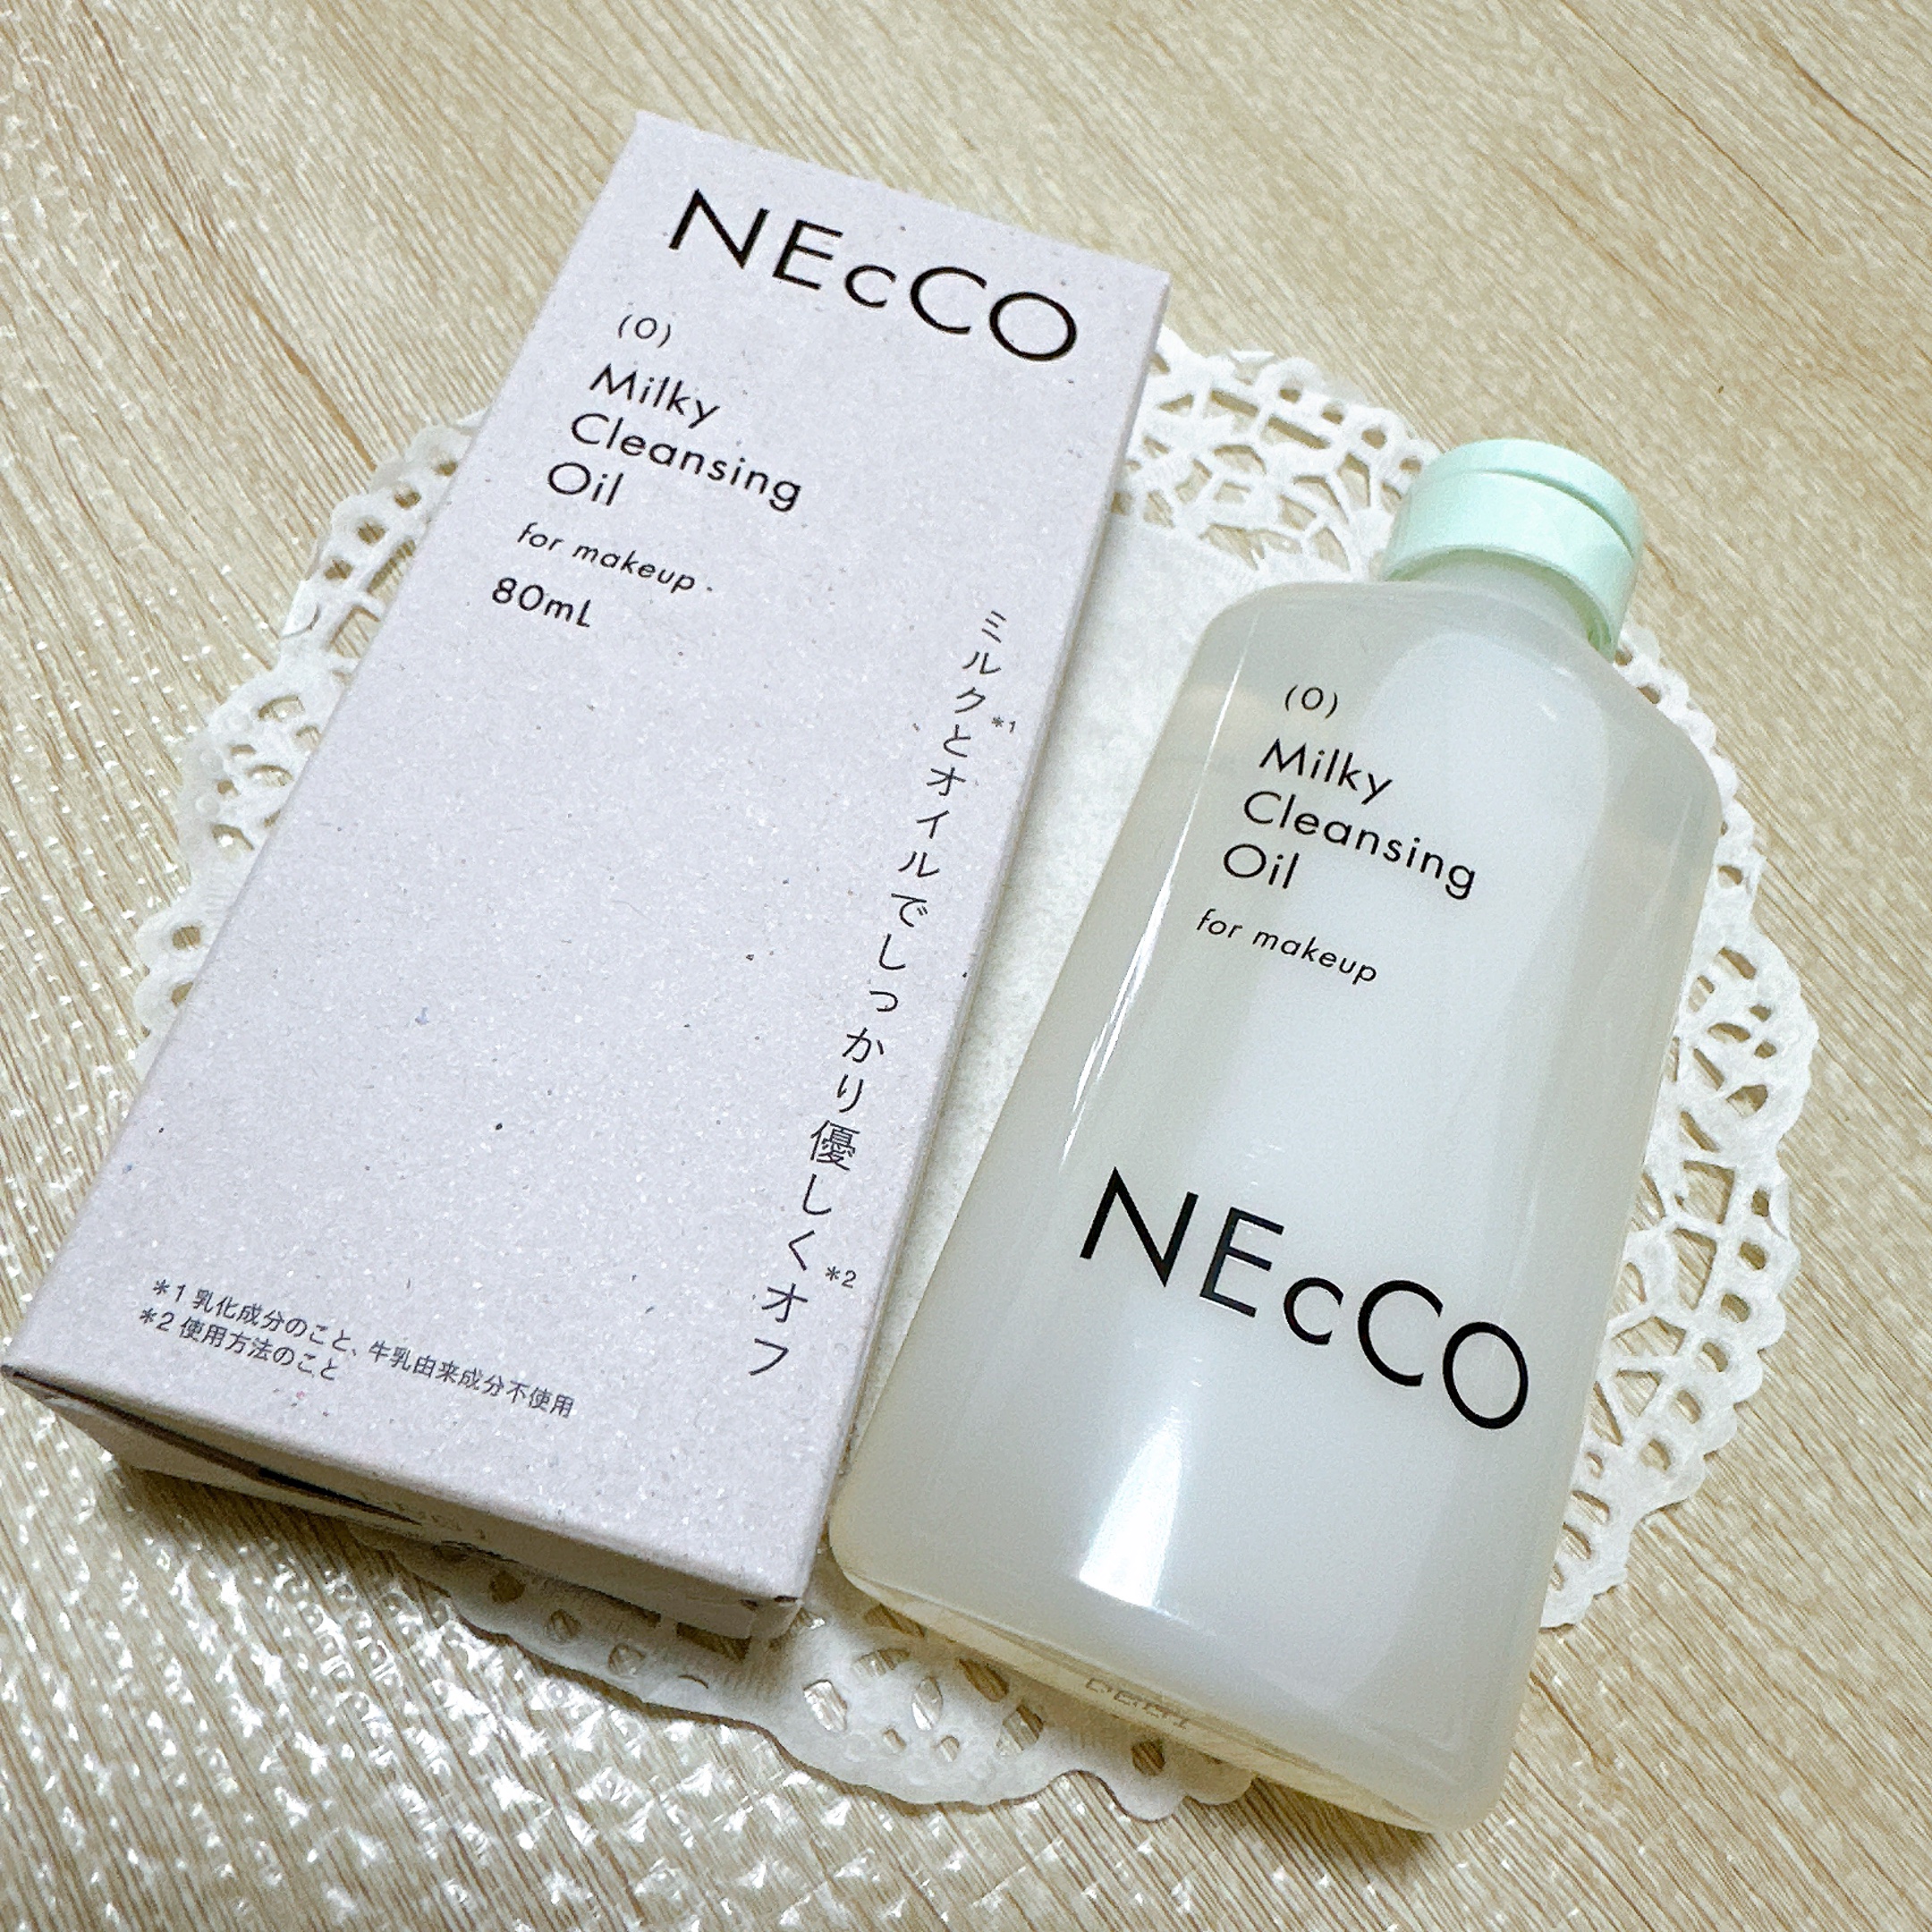 NEcCO
(O)
Milky
Cleansing
Oil
for makeup
80mL
ミルク*1とオイルでしっかり優しく*2オフ
*1 乳化成分のこと、牛乳由来成分不使用
*2 使用方法のこと
(O)
Milky
Cleansing
Oil
for makeup
NEcCO